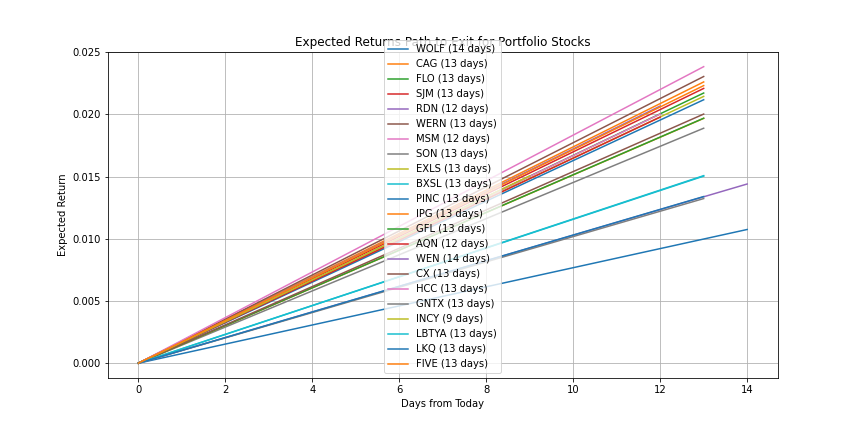 Expected Returns Path to Exit for Portfolio Stocks
Expected Return
0.025
0.020
0.015
0.010
0.005
0.000
WOLF (14 days)
CAG (13 days)
FLO (13 days)
SJM (13 days)
RDN (12 days)
WERN (13 days)
MSM (12 days)
SON (13 days)
EXLS (13 days)
BXSL (13 days)
PINC (13 days)
IPG (13 days)
GFL (13 days)
AQN (12 days)
WEN (14 days)
CX (13 days)
HCC (13 days)
GNTX (13 days)
INCY (9 days)
LBTYA (13 days)
LKQ (13 days)
FIVE (13 days)
0 2 4 6 8 10 12 14
Days from Today